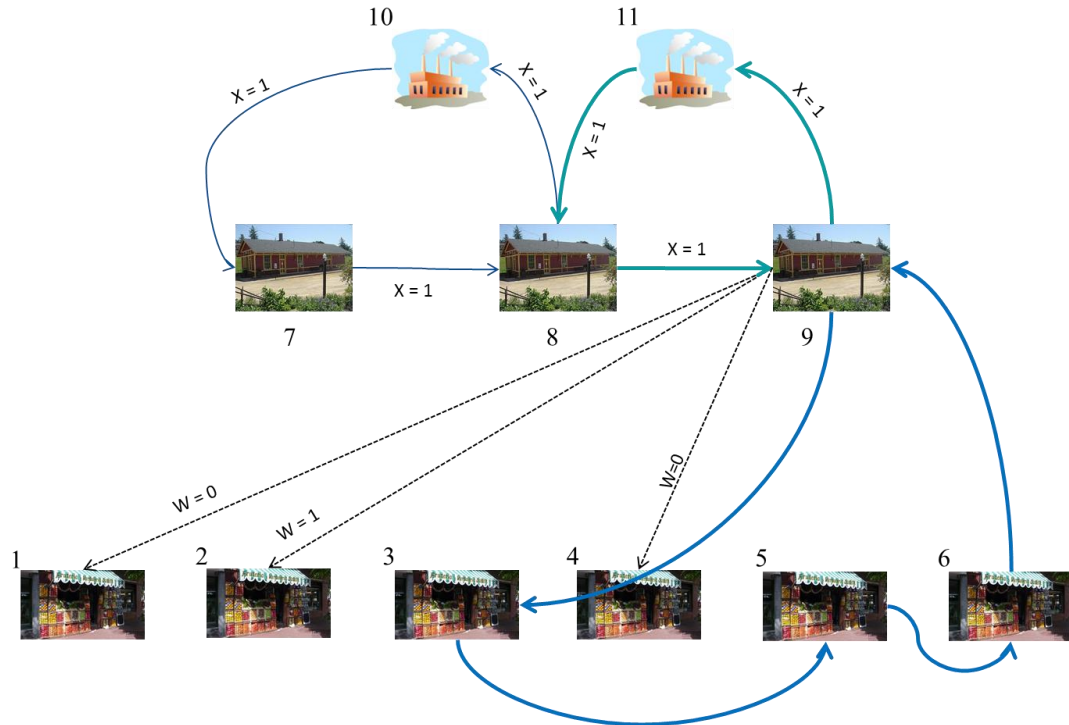 10
11
X = 1
X = 1
X = 1
X = 1
X = 1
X = 1
7
8
9
W = 0
W = 1
W=0
1
2
3
4
5
6